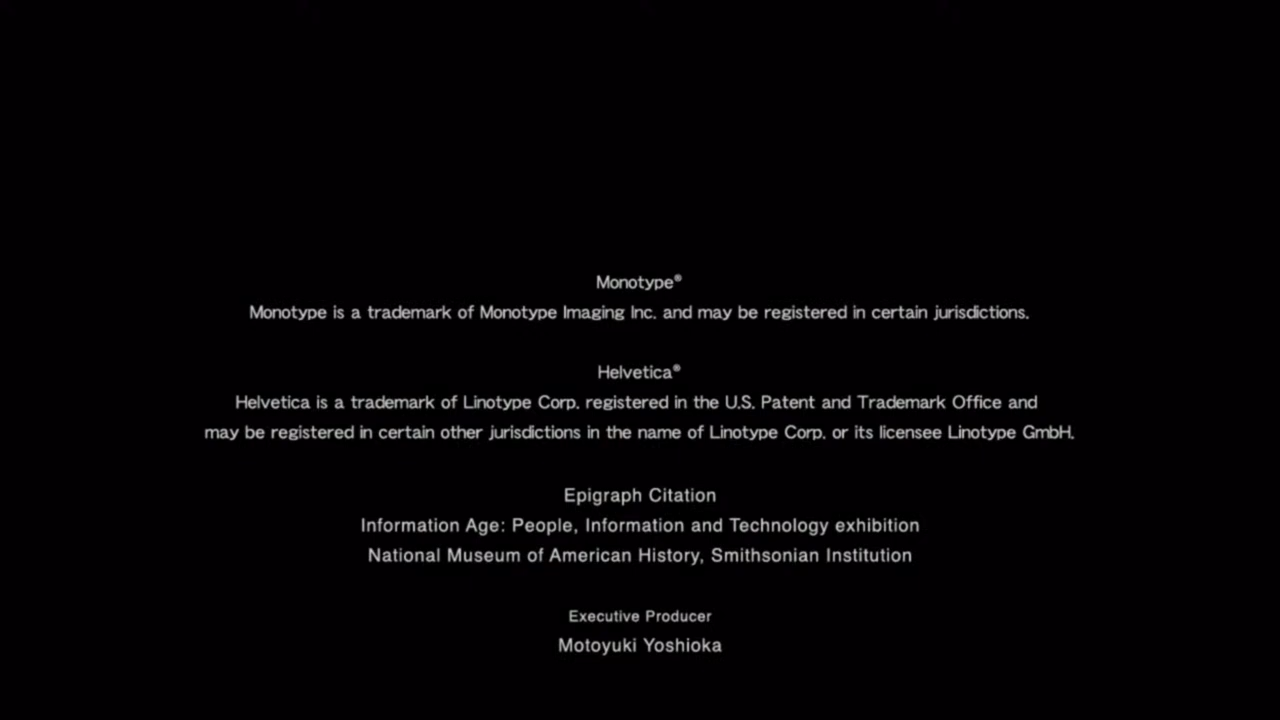 Monotype®
Monotype is a trademark of Monotype Imaging Inc. and may be registered in certain jurisdictions.
Helvetica®
Helvetica is a trademark of Linotype Corp. registered in the U.S. Patent and Trademark Office and
may be registered in certain other jurisdictions in the name of Linotype Corp. or its licensee Linotype GmbH.
Epigraph Citation
Information Age: People, Information and Technology exhibition
National Museum of American History, Smithsonian Institution
Executive Producer
Motoyuki Yoshioka